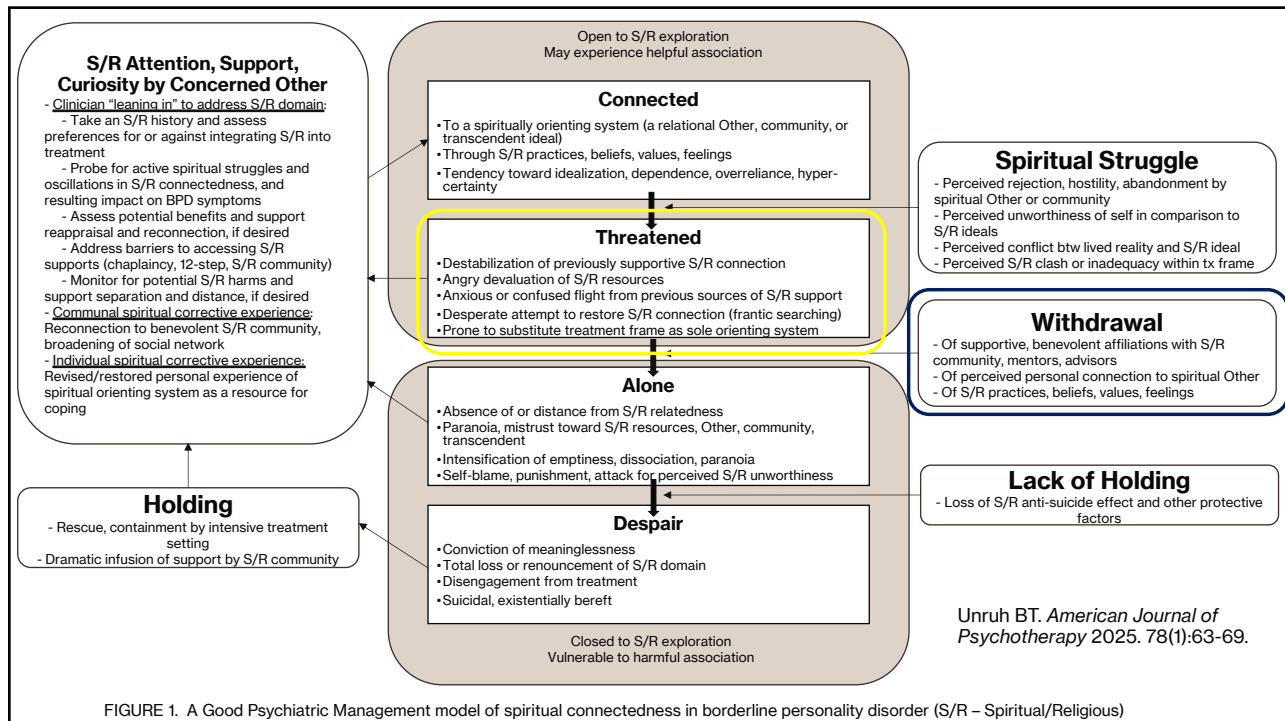 S/R Attention, Support,
Curiosity by Concerned Other
- Clinician "leaning in" to address S/R domain:
- Take an S/R history and assess
preferences for or against integrating S/R into
treatment
- Probe for active spiritual struggles and
oscillations in S/R connectedness, and
resulting impact on BPD symptoms
- Assess potential benefits and support
reappraisal and reconnection, if desired
- Address barriers to accessing S/R
supports (chaplaincy, 12-step, S/R community)
- Monitor for potential S/R harms and
support separation and distance, if desired
- Communal spiritual corrective experience:
Reconnection to benevolent S/R community,
broadening of social network
- Individual spiritual corrective experience:
Revised/restored personal experience of
spiritual orienting system as a resource for
coping
Holding
- Rescue, containment by intensive treatment
setting
- Dramatic infusion of support by S/R community
Open to S/R exploration
May experience helpful association
Connected
•To a spiritually orienting system (a relational Other, community, or
transcendent ideal)
•Through S/R practices, beliefs, values, feelings
•Tendency toward idealization, dependence, overreliance, hyper-
certainty
Threatened
•Destabilization of previously supportive S/R connection
•Angry devaluation of S/R resources
•Anxious or confused flight from previous sources of S/R support
•Desperate attempt to restore S/R connection (frantic searching)
•Prone to substitute treatment frame as sole orienting system
Alone
•Absence of or distance from S/R relatedness
•Paranoia, mistrust toward S/R resources, Other, community,
transcendent
•Intensification of emptiness, dissociation, paranoia
•Self-blame, punishment, attack for perceived S/R unworthiness
Despair
•Conviction of meaninglessness
•Total loss or renouncement of S/R domain
•Disengagement from treatment
•Suicidal, existentially bereft
Closed to S/R exploration
Vulnerable to harmful association
Spiritual Struggle
- Perceived rejection, hostility, abandonment by
spiritual Other or community
- Perceived unworthiness of self in comparison to
S/R ideals
- Perceived conflict btw lived reality and S/R ideal
- Perceived S/R clash or inadequacy within tx frame
Withdrawal
- Of supportive, benevolent affiliations with S/R
community, mentors, advisors
- Of perceived personal connection to spiritual Other
- Of S/R practices, beliefs, values, feelings
Lack of Holding
- Loss of S/R anti-suicide effect and other protective
factors
Unruh BT. American Journal of
Psychotherapy 2025. 78(1):63-69.
FIGURE 1. A Good Psychiatric Management model of spiritual connectedness in borderline personality disorder (S/R – Spiritual/Religious)